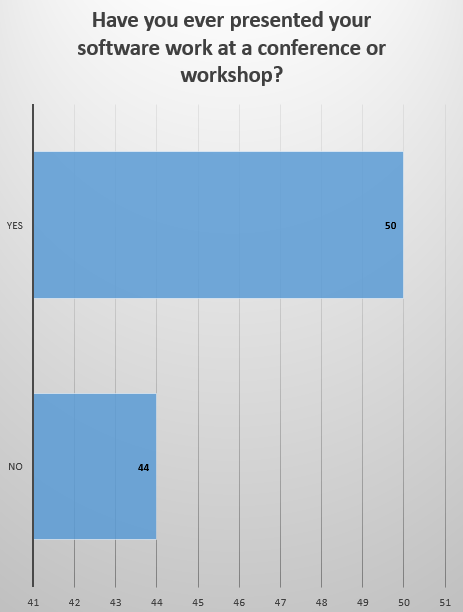 Have you ever presented your
software work at a conference or
workshop?
YES
50
NO
44
41 42 43 44 45 46 47 48 49 50 51